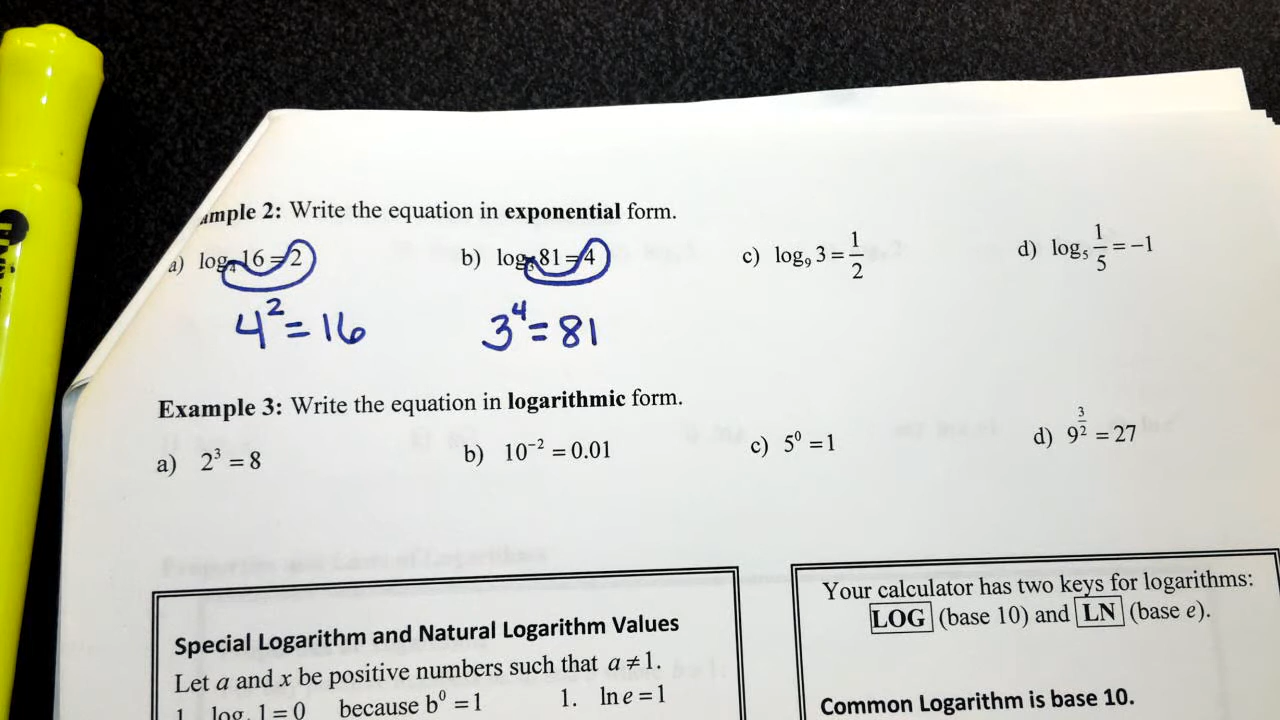 ample 2: Write the equation in exponential form.
a) log₄ 16 = 2 b) log₃ 81 = 4 c) log₉ 3 = 1/2 d) log₅ 1/5 = −1
4² = 16 3⁴ = 81
Example 3: Write the equation in logarithmic form.
a) 2³ = 8 b) 10⁻² = 0.01 c) 5⁰ = 1 d) 9^(3/2) = 27
Special Logarithm and Natural Logarithm Values
Let a and x be positive numbers such that a ≠ 1.
1. log 1 = 0 because b⁰ = 1 1. ln e = 1
Your calculator has two keys for logarithms:
LOG (base 10) and LN (base e).
Common Logarithm is base 10.